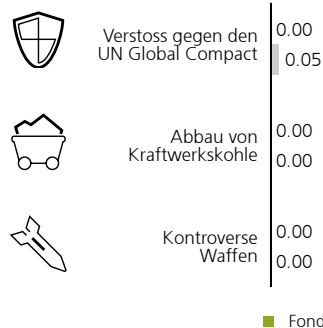 Verstoss gegen den
UN Global Compact
0.00
0.05
Abbau von
Kraftwerkskohle
0.00
0.00
Kontroverse
Waffen
0.00
0.00
Fond